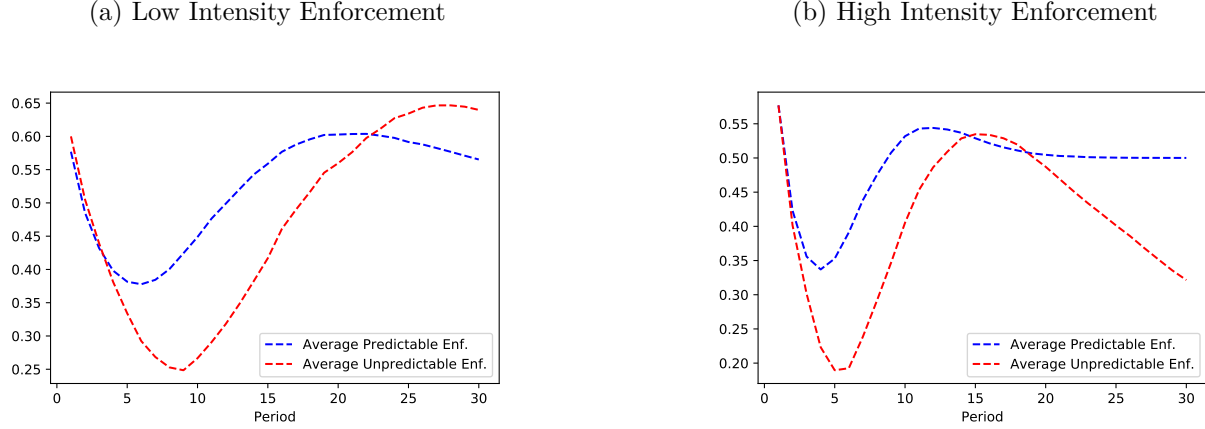 (a) Low Intensity Enforcement
0.65
0.60
0.55
0.50
0.45
0.40
0.35
0.30
0.25
Average Predictable Enf.
Average Unpredictable Enf.
0 5 10 15 20 25 30
Period
(b) High Intensity Enforcement
0.55
0.50
0.45
0.40
0.35
0.30
0.25
0.20
Average Predictable Enf.
Average Unpredictable Enf.
0 5 10 15 20 25 30
Period